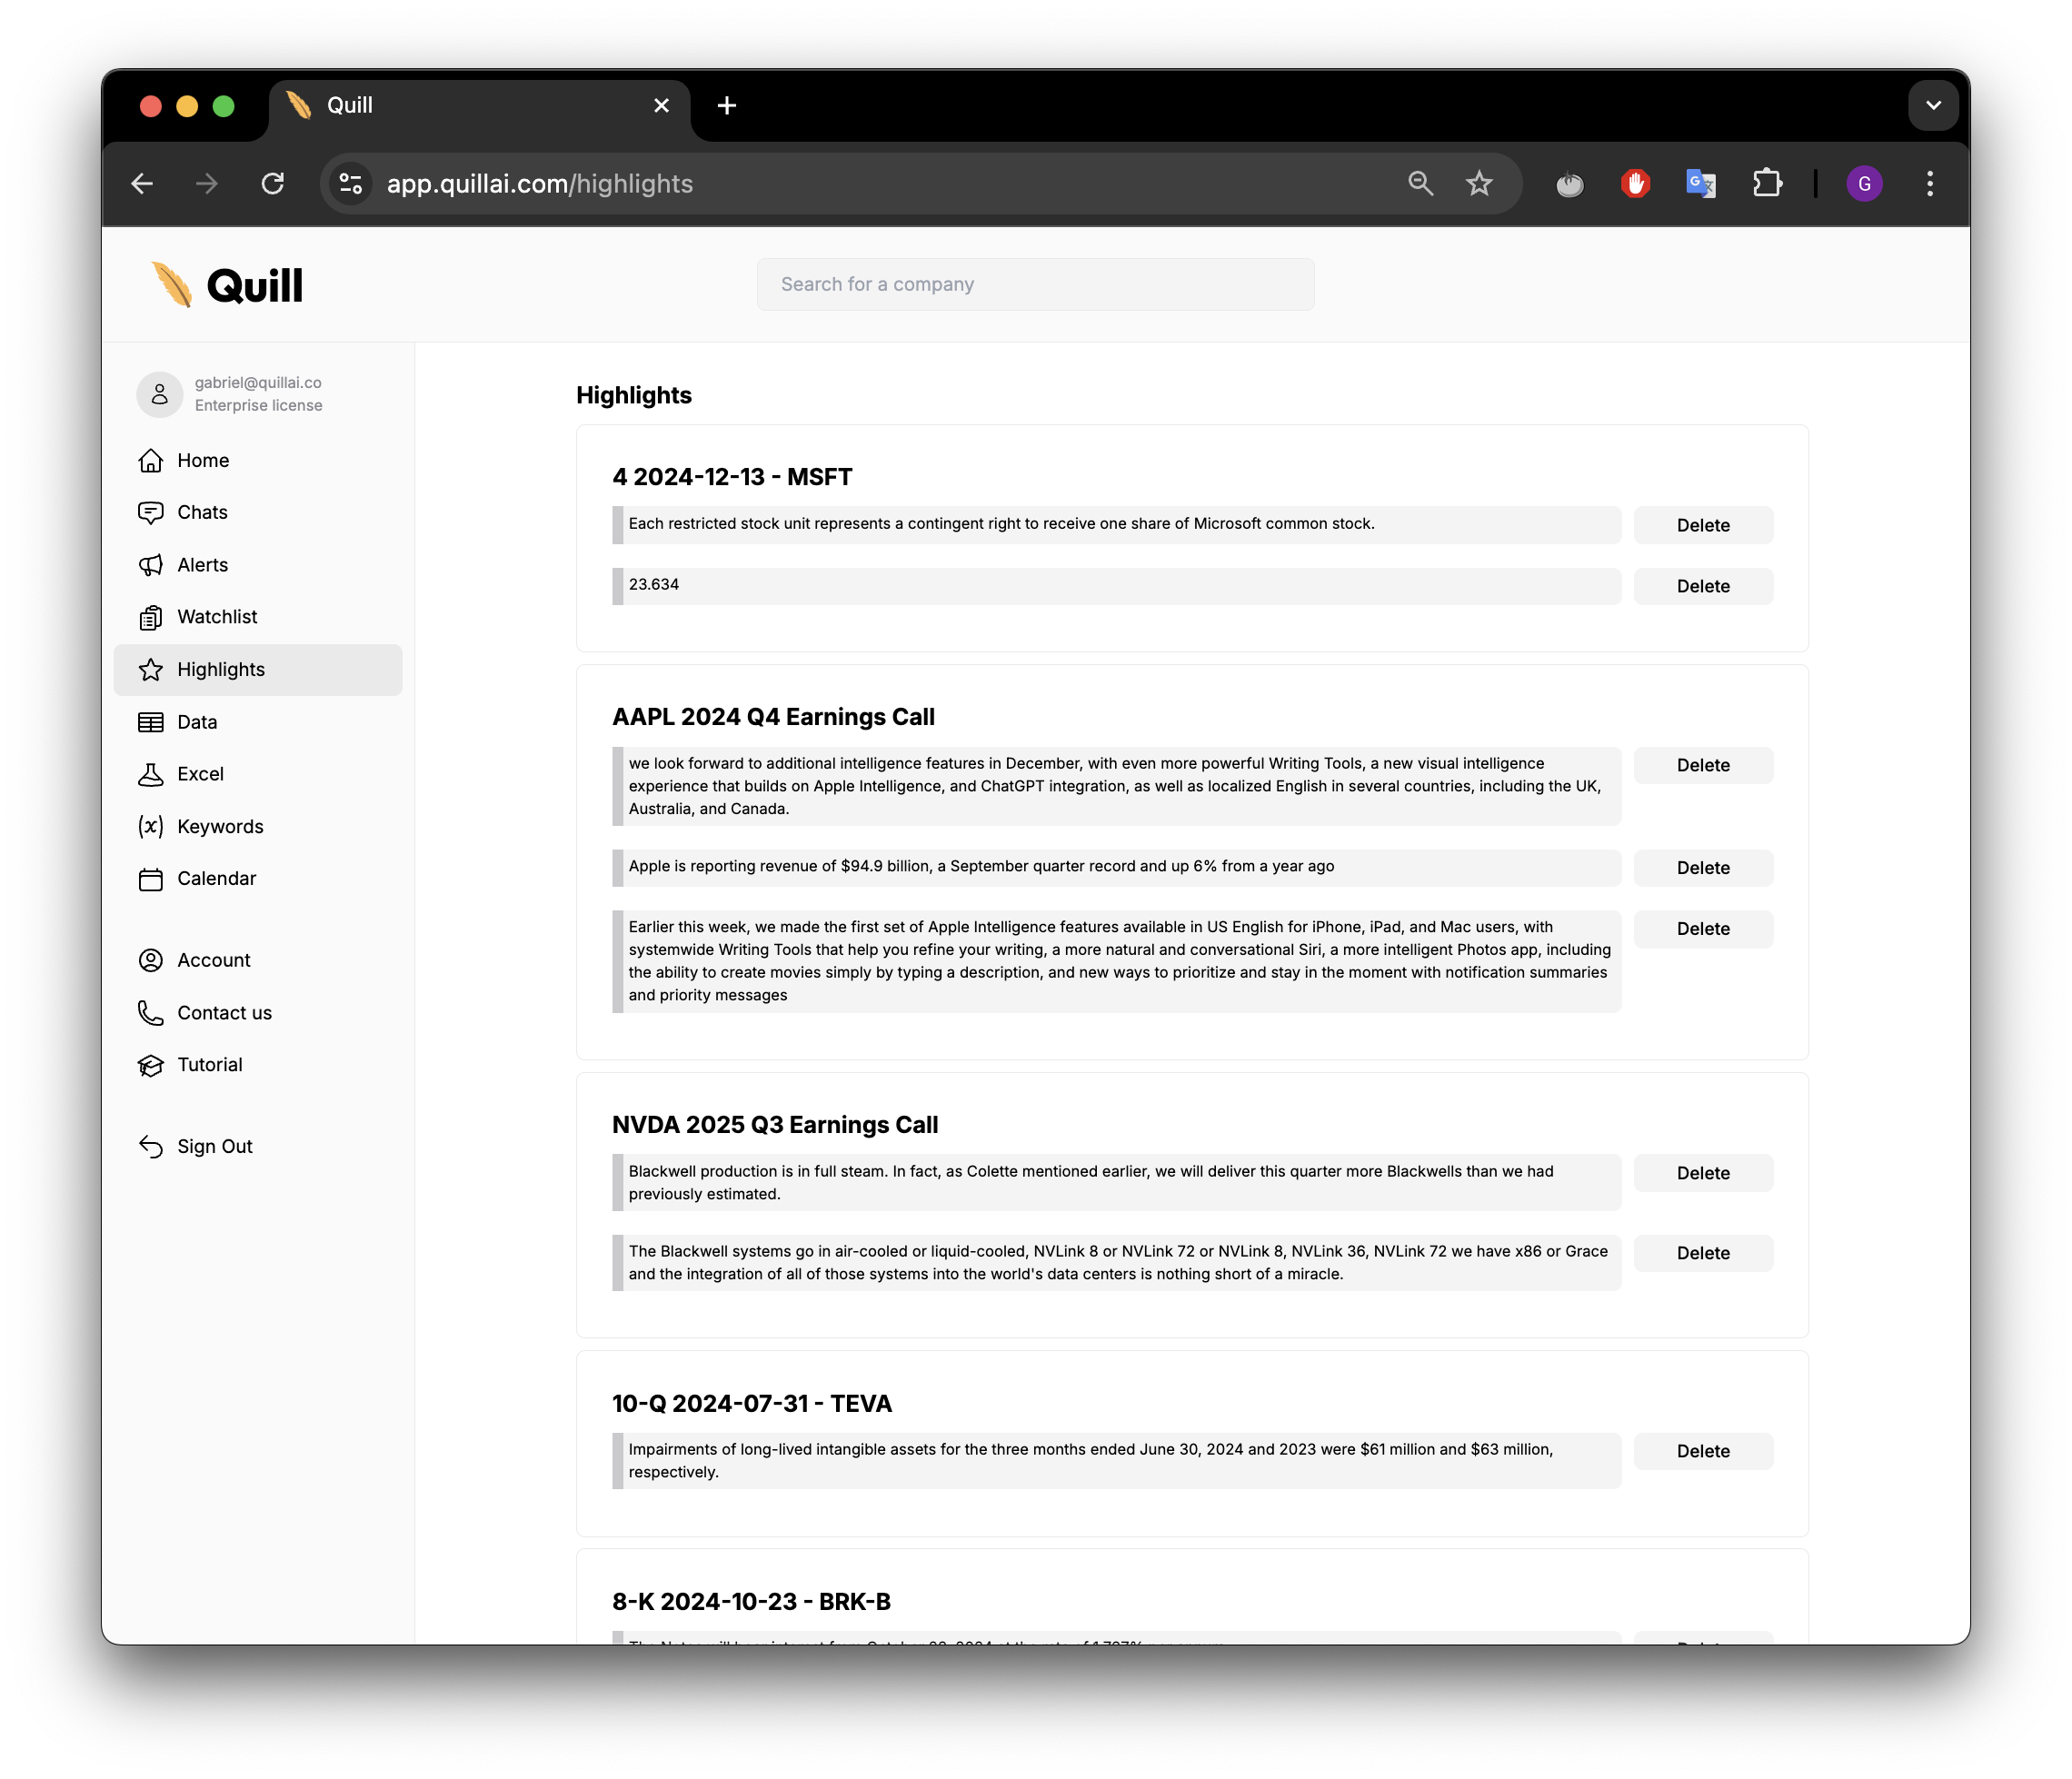 Quill
app.quillai.com/highlights
G
Quill
Search for a company
gabriel@quillai.co
Enterprise license
Home
Chats
Alerts
Watchlist
Highlights
Data
Excel
Keywords
Calendar
Account
Contact us
Tutorial
Sign Out
Highlights
4 2024-12-13 - MSFT
Each restricted stock unit represents a contingent right to receive one share of Microsoft common stock.
Delete
23.634
Delete
AAPL 2024 Q4 Earnings Call
we look forward to additional intelligence features in December, with even more powerful Writing Tools, a new visual intelligence
experience that builds on Apple Intelligence, and ChatGPT integration, as well as localized English in several countries, including the UK,
Australia, and Canada.
Delete
Apple is reporting revenue of $94.9 billion, a September quarter record and up 6% from a year ago
Delete
Earlier this week, we made the first set of Apple Intelligence features available in US English for iPhone, iPad, and Mac users, with
systemwide Writing Tools that help you refine your writing, a more natural and conversational Siri, a more intelligent Photos app, including
the ability to create movies simply by typing a description, and new ways to prioritize and stay in the moment with notification summaries
and priority messages
Delete
NVDA 2025 Q3 Earnings Call
Blackwell production is in full steam. In fact, as Colette mentioned earlier, we will deliver this quarter more Blackwells than we had
previously estimated.
Delete
The Blackwell systems go in air-cooled or liquid-cooled, NVLink 8 or NVLink 72 or NVLink 8, NVLink 36, NVLink 72 we have x86 or Grace
and the integration of all of those systems into the world's data centers is nothing short of a miracle.
Delete
10-Q 2024-07-31 - TEVA
Impairments of long-lived intangible assets for the three months ended June 30, 2024 and 2023 were $61 million and $63 million,
respectively.
Delete
8-K 2024-10-23 - BRK-B